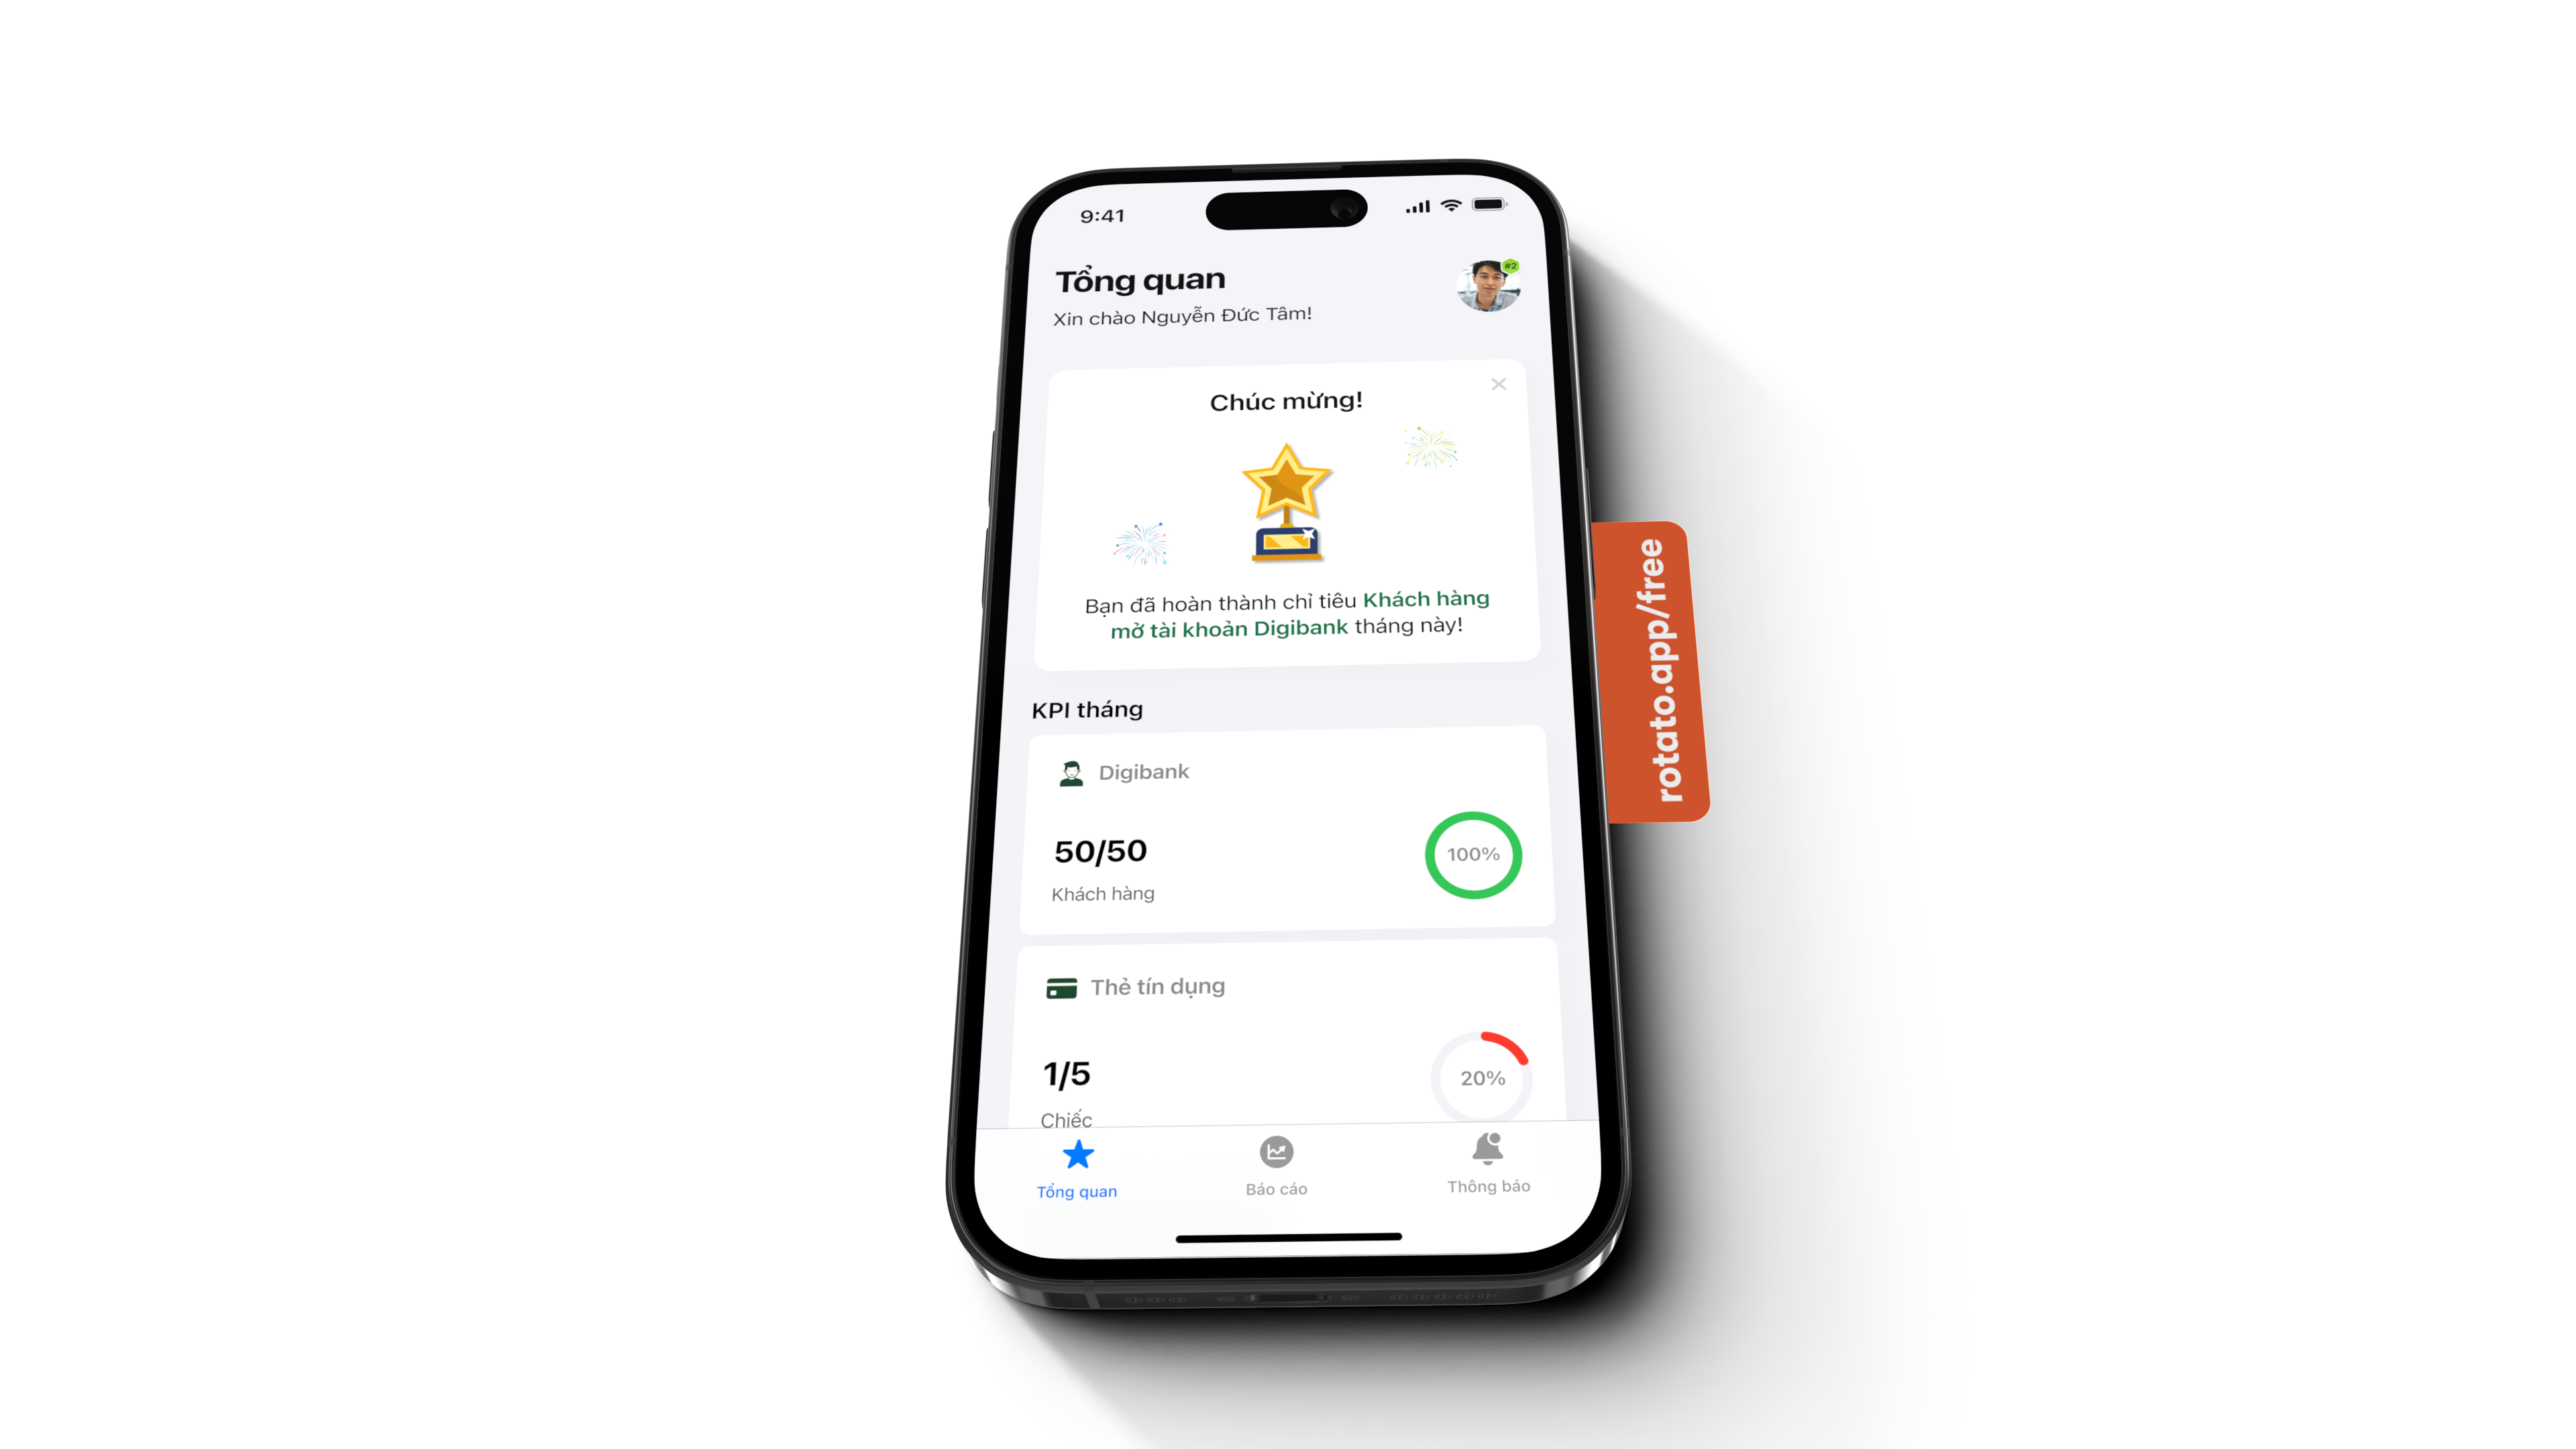 9:41
Tổng quan
#2
Xin chào Nguyễn Đức Tâm!
Chúc mừng!
Bạn đã hoàn thành chỉ tiêu Khách hàng
mở tài khoản Digibank tháng này!
KPI tháng
Digibank
50/50
100%
Khách hàng
Thẻ tín dụng
1/5
20%
Chiếc
Tổng quan
Báo cáo
Thông báo
rotato.app/free